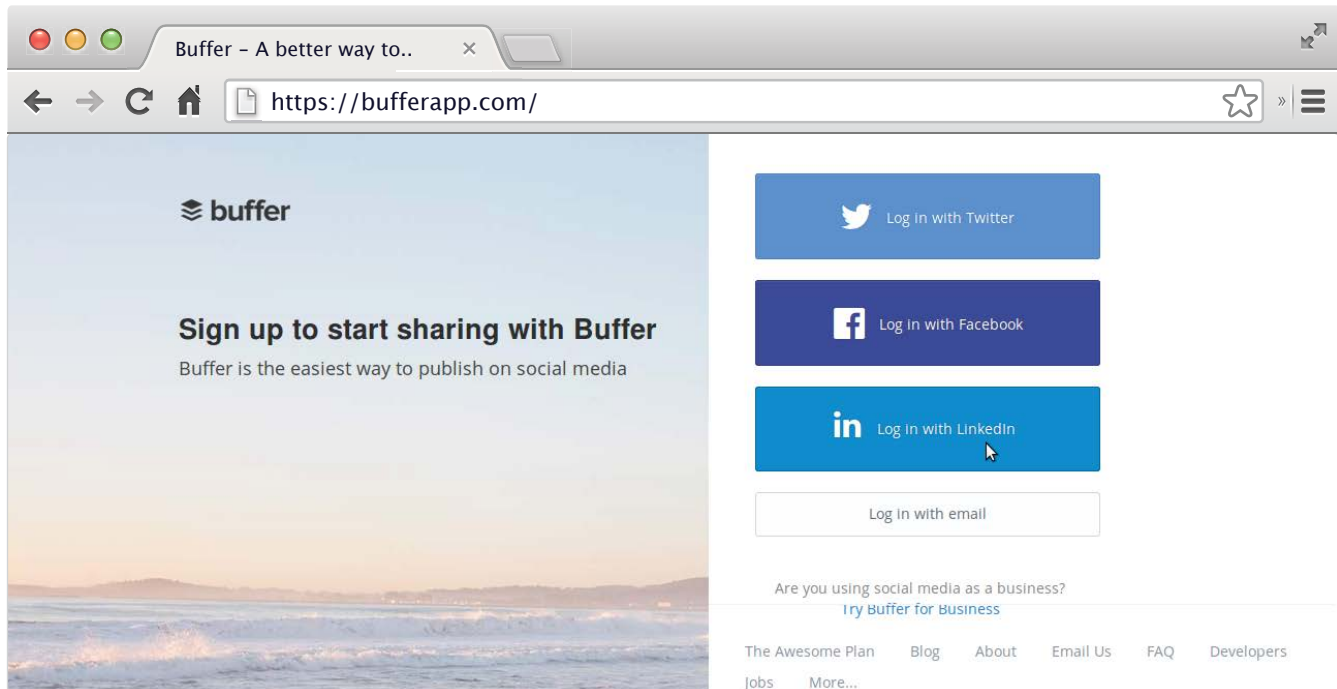 Buffer – A better way to..
https://bufferapp.com/
buffer
Sign up to start sharing with Buffer
Buffer is the easiest way to publish on social media
Log in with Twitter
Log in with Facebook
in Log in with LinkedIn
Log in with email
Are you using social media as a business?
Try Buffer for Business
The Awesome Plan Blog About Email Us FAQ Developers
Jobs More...